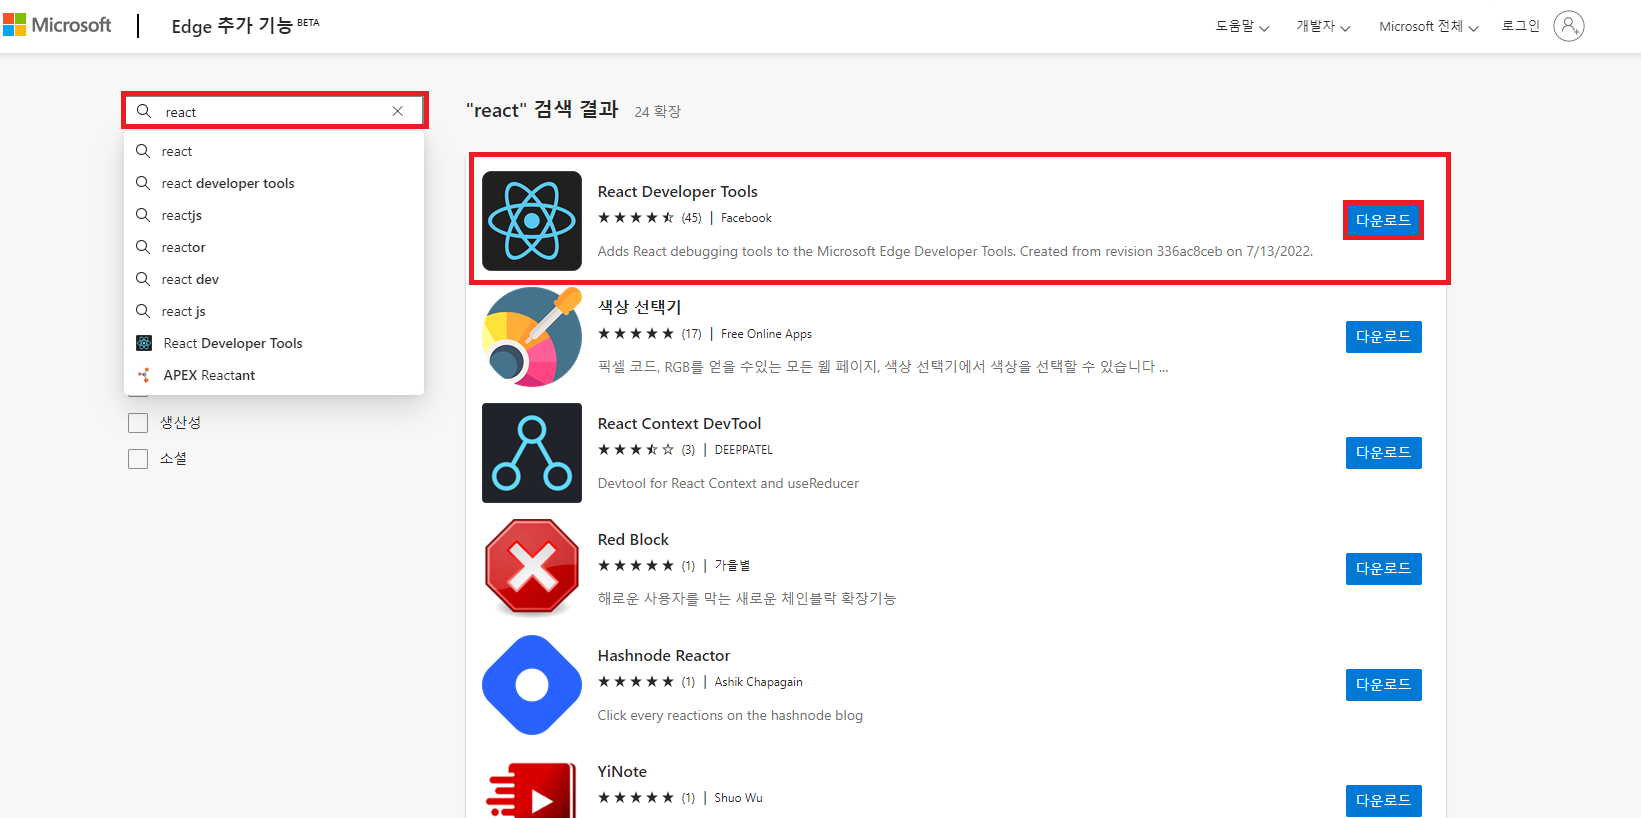 Microsoft
Edge 추가 기능 BETA
도움말
개발자
Microsoft 전체
로그인
react
react
react developer tools
reactjs
reactor
react dev
react js
React Developer Tools
APEX Reactant
생산성
소셜
"react" 검색 결과 24 확장
React Developer Tools
(45) | Facebook
Adds React debugging tools to the Microsoft Edge Developer Tools. Created from revision 336ac8ceb on 7/13/2022.
다운로드
색상 선택기
(17) | Free Online Apps
픽셀 코드, RGB를 얻을 수있는 모든 웹 페이지, 색상 선택기에서 색상을 선택할 수 있습니다 ...
다운로드
React Context DevTool
(3) | DEEPPATEL
Devtool for React Context and useReducer
다운로드
Red Block
(1) | 가을별
해로운 사용자를 막는 새로운 체인블락 확장기능
다운로드
Hashnode Reactor
(1) | Ashik Chapagain
Click every reactions on the hashnode blog
다운로드
YiNote
(1) | Shuo Wu
다운로드